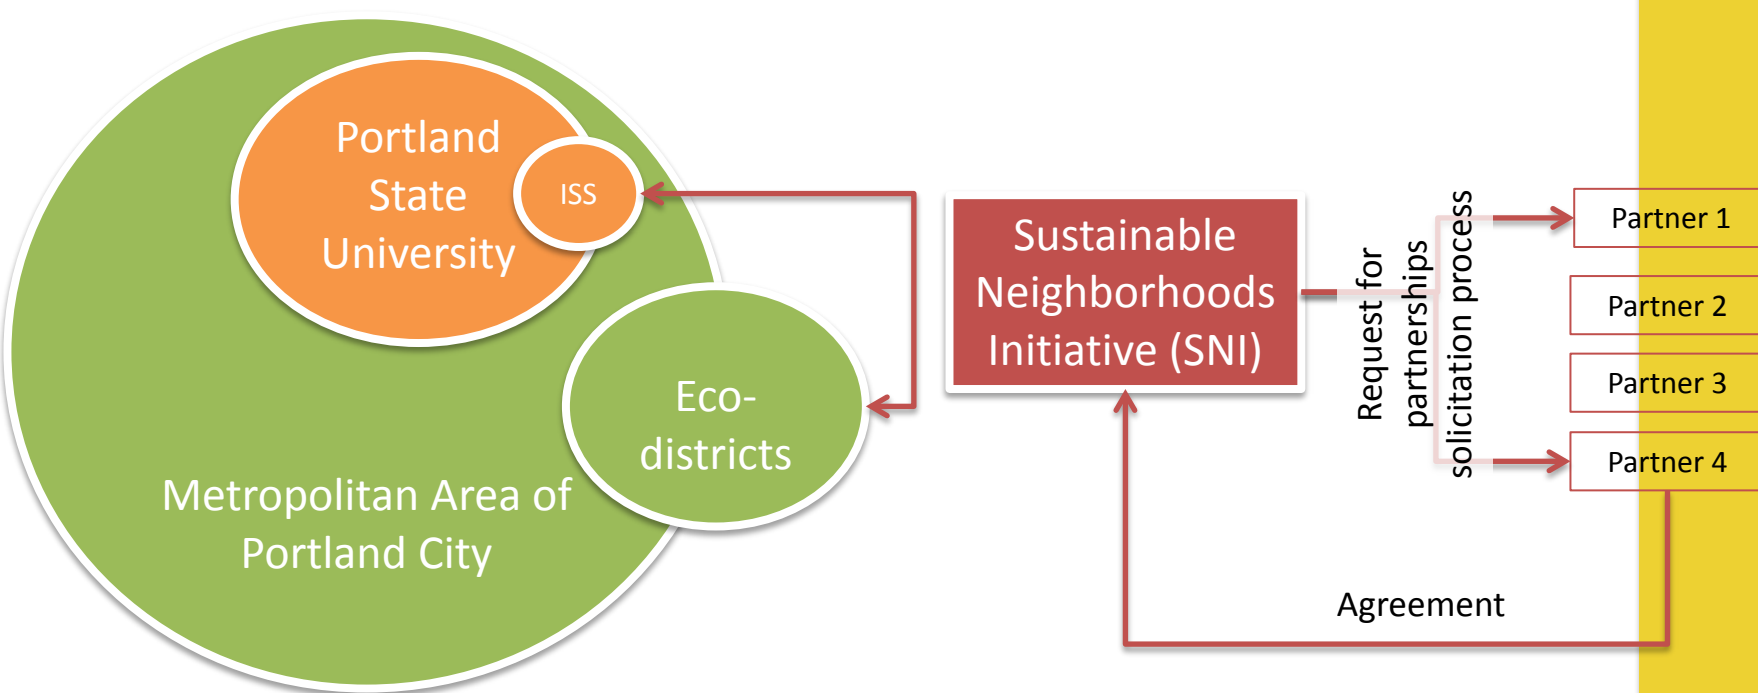 Portland
State
University
ISS
Eco-
districts
Metropolitan Area of
Portland City
Sustainable
Neighborhoods
Initiative (SNI)
Request for
partnerships
solicitation process
Partner 1
Partner 2
Partner 3
Partner 4
Agreement